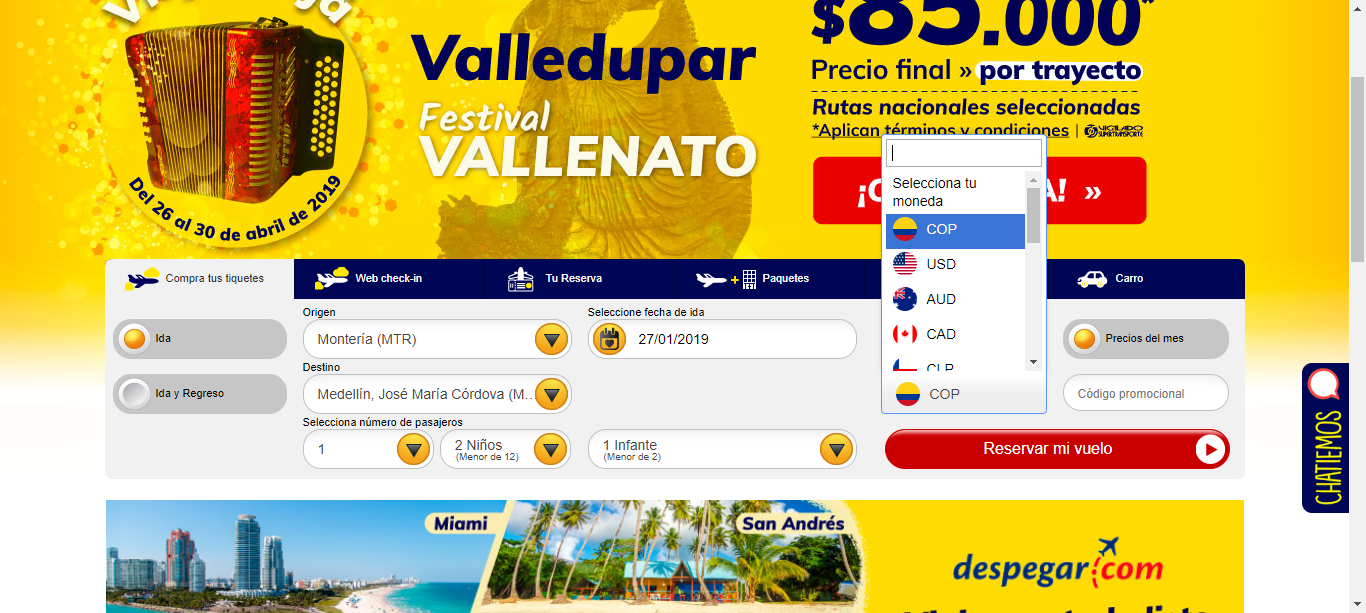 $85.000*
Valledupar
Precio final » por trayecto
Festival
VALLENATO
Rutas nacionales seleccionadas
*Aplican términos y condiciones | VIGILADO
SUPERTRANSPORTE
Del 26 al 30 de abril de 2019
A! »
Selecciona tu
moneda
COP
USD
AUD
CAD
CLP
COP
Compra tus tiquetes
Web check-in
Tu Reserva
Paquetes
Carro
Ida
Ida y Regreso
Origen
Montería (MTR)
Seleccione fecha de ida
27/01/2019
Precios del mes
Destino
Medellín, José María Córdova (M...
Código promocional
Selecciona número de pasajeros
1
2 Niños
(Menor de 12)
1 Infante
(Menor de 2)
Reservar mi vuelo
CHATIEMOS
Miami
San Andrés
despegar.com